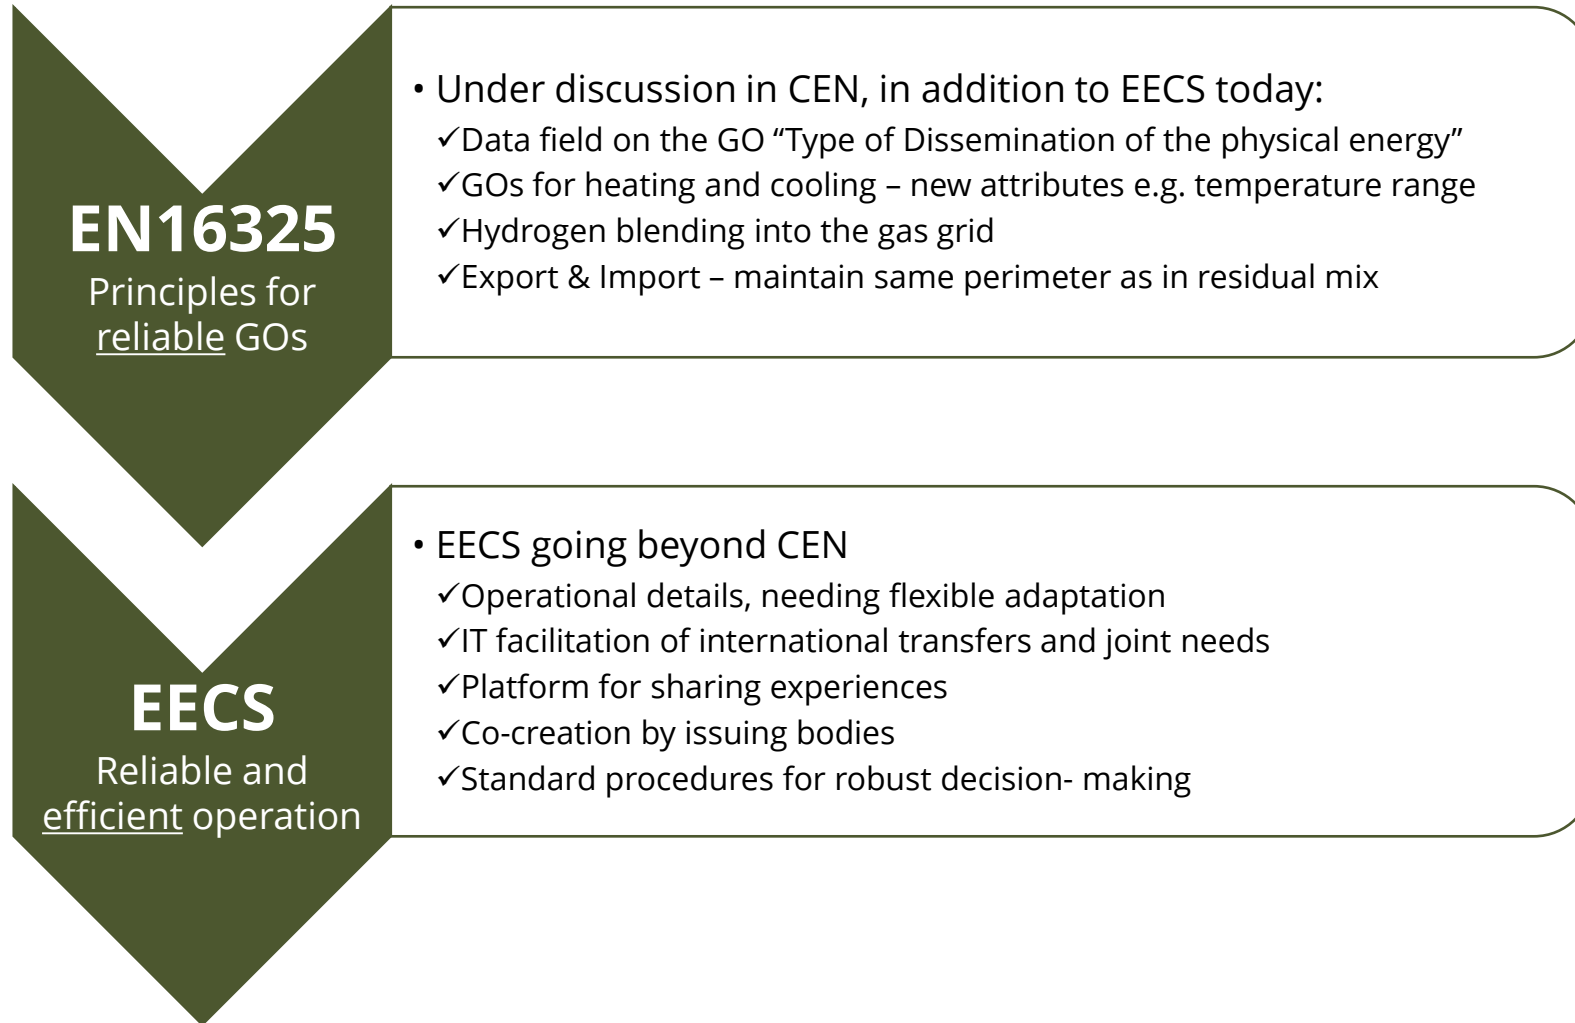 EN16325
Principles for
reliable GOs
• Under discussion in CEN, in addition to EECS today:
✓Data field on the GO “Type of Dissemination of the physical energy”
✓GOs for heating and cooling – new attributes e.g. temperature range
✓Hydrogen blending into the gas grid
✓Export & Import – maintain same perimeter as in residual mix
EECS
Reliable and
efficient operation
• EECS going beyond CEN
✓Operational details, needing flexible adaptation
✓IT facilitation of international transfers and joint needs
✓Platform for sharing experiences
✓Co-creation by issuing bodies
✓Standard procedures for robust decision- making